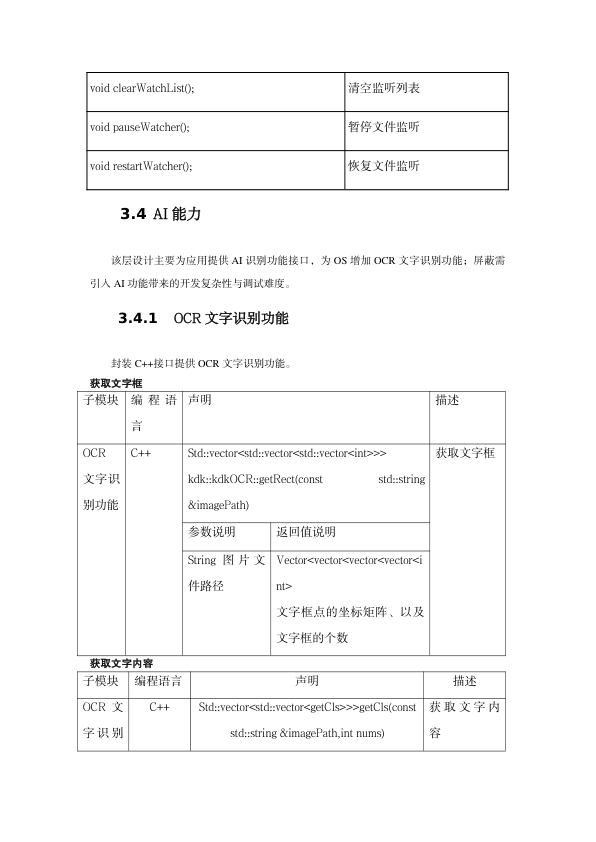 void clearWatchList();
清空监听列表
void pauseWatcher();
暂停文件监听
void restartWatcher();
恢复文件监听
3.4 AI 能力
该层设计主要为应用提供 AI 识别功能接口，为 OS 增加 OCR 文字识别功能；屏蔽需
引入 AI 功能带来的开发复杂性与调试难度。
3.4.1 OCR 文字识别功能
封装 C++接口提供 OCR 文字识别功能。
获取文字框
子模块
编程语
言
声明
描述
OCR
文字识
别功能
C++
Std::vector<std::vector<std::vector<int>>>
kdk::kdkOCR::getRect(const std::string
&imagePath)
获取文字框
参数说明
返回值说明
String 图片文
件路径
Vector<vector<vector<vector<i
nt>
文字框点的坐标矩阵、以及
文字框的个数
获取文字内容
子模块
编程语言
声明
描述
OCR 文
字识别
C++
Std::vector<std::vector<getCls>>>getCls(const
std::string &imagePath,int nums)
获取文字内
容